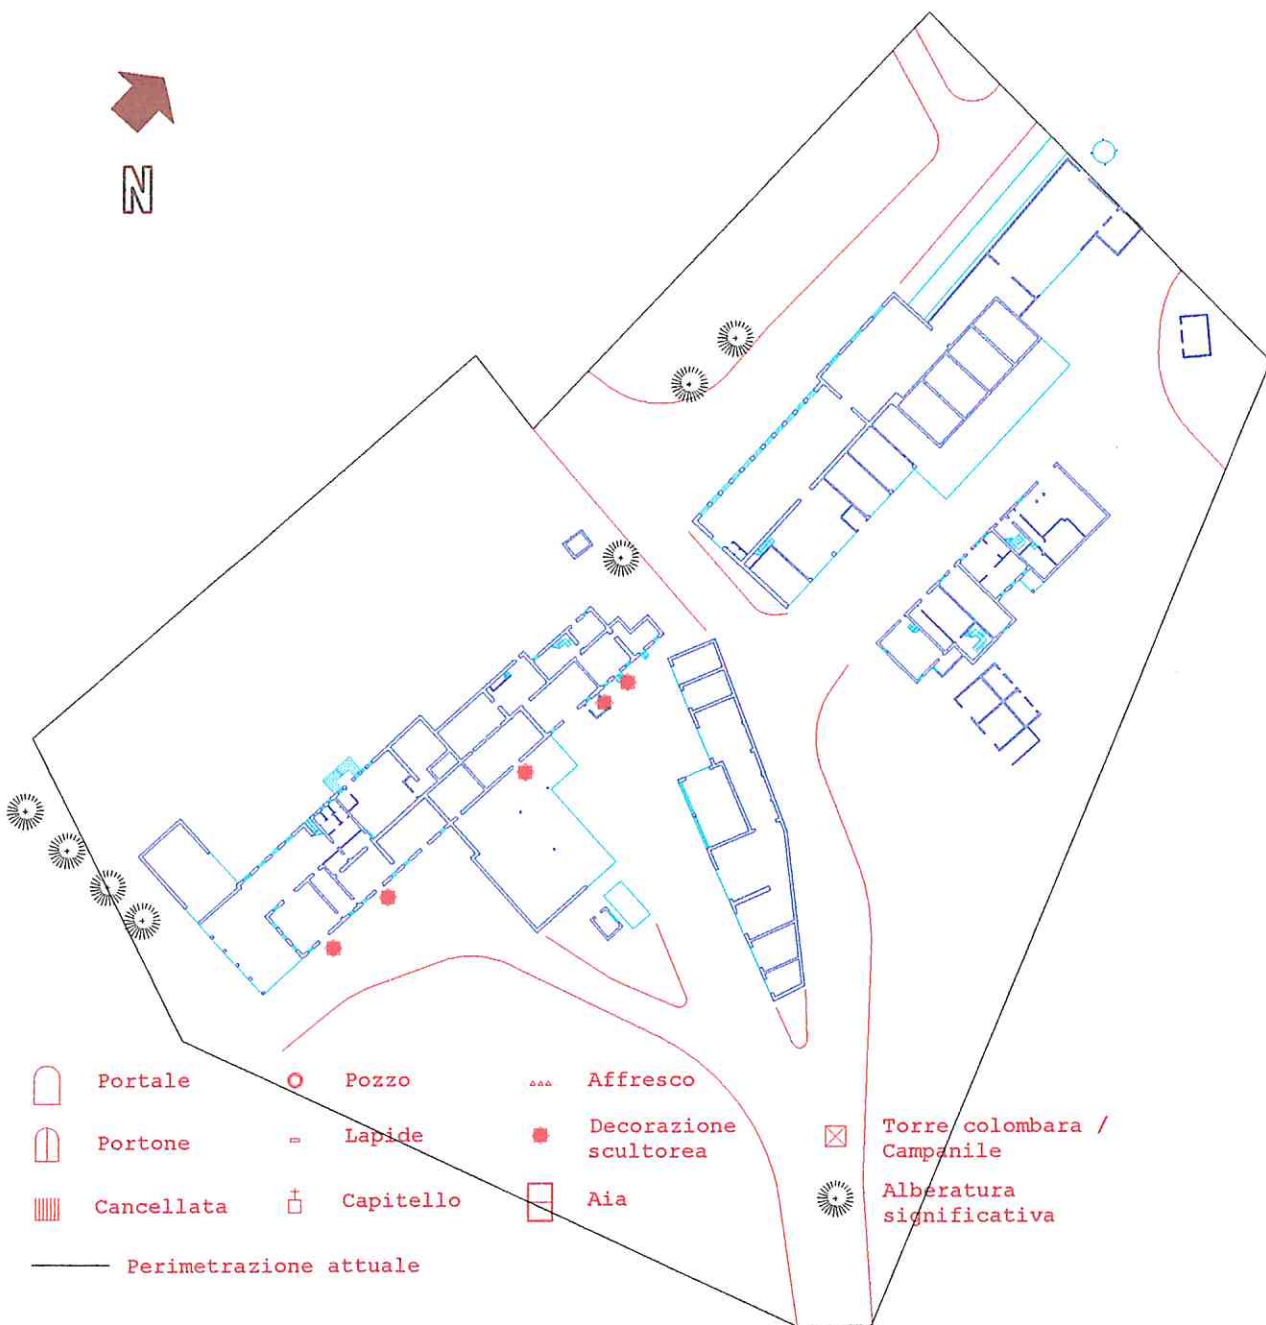 N
Portale
Pozzo
Affresco
Portone
Lapide
Decorazione
scultorea
Torre colombara /
Campanile
Cancellata
Capitello
Aia
Alberatura
significativa
Perimetrazione attuale